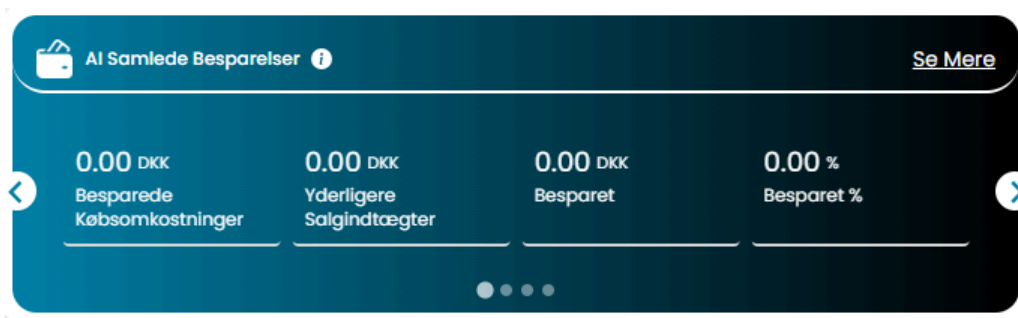 AI Samlede Besparelser i
Se Mere
0.00 DKK
Besparede
Købsomkostninger
0.00 DKK
Yderligere
Salgindtægter
0.00 DKK
Besparet
0.00 %
Besparet %